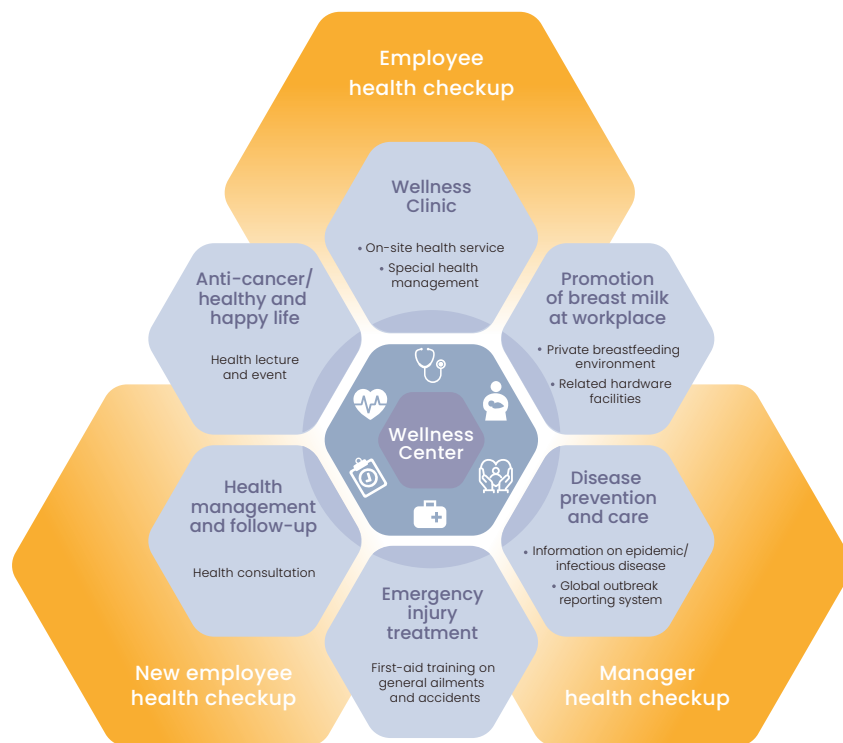 Employee
health checkup
Wellness
Clinic
• On-site health service
• Special health
management
Anti-cancer/
healthy and
happy life
Health lecture
and event
Promotion
of breast milk
at workplace
• Private breastfeeding
environment
• Related hardware
facilities
Wellness
Center
Health
management
and follow-up
Health consultation
Disease
prevention
and care
• Information on epidemic/
infectious disease
• Global outbreak
reporting system
Emergency
injury
treatment
First-aid training on
general ailments
and accidents
New employee
health checkup
Manager
health checkup